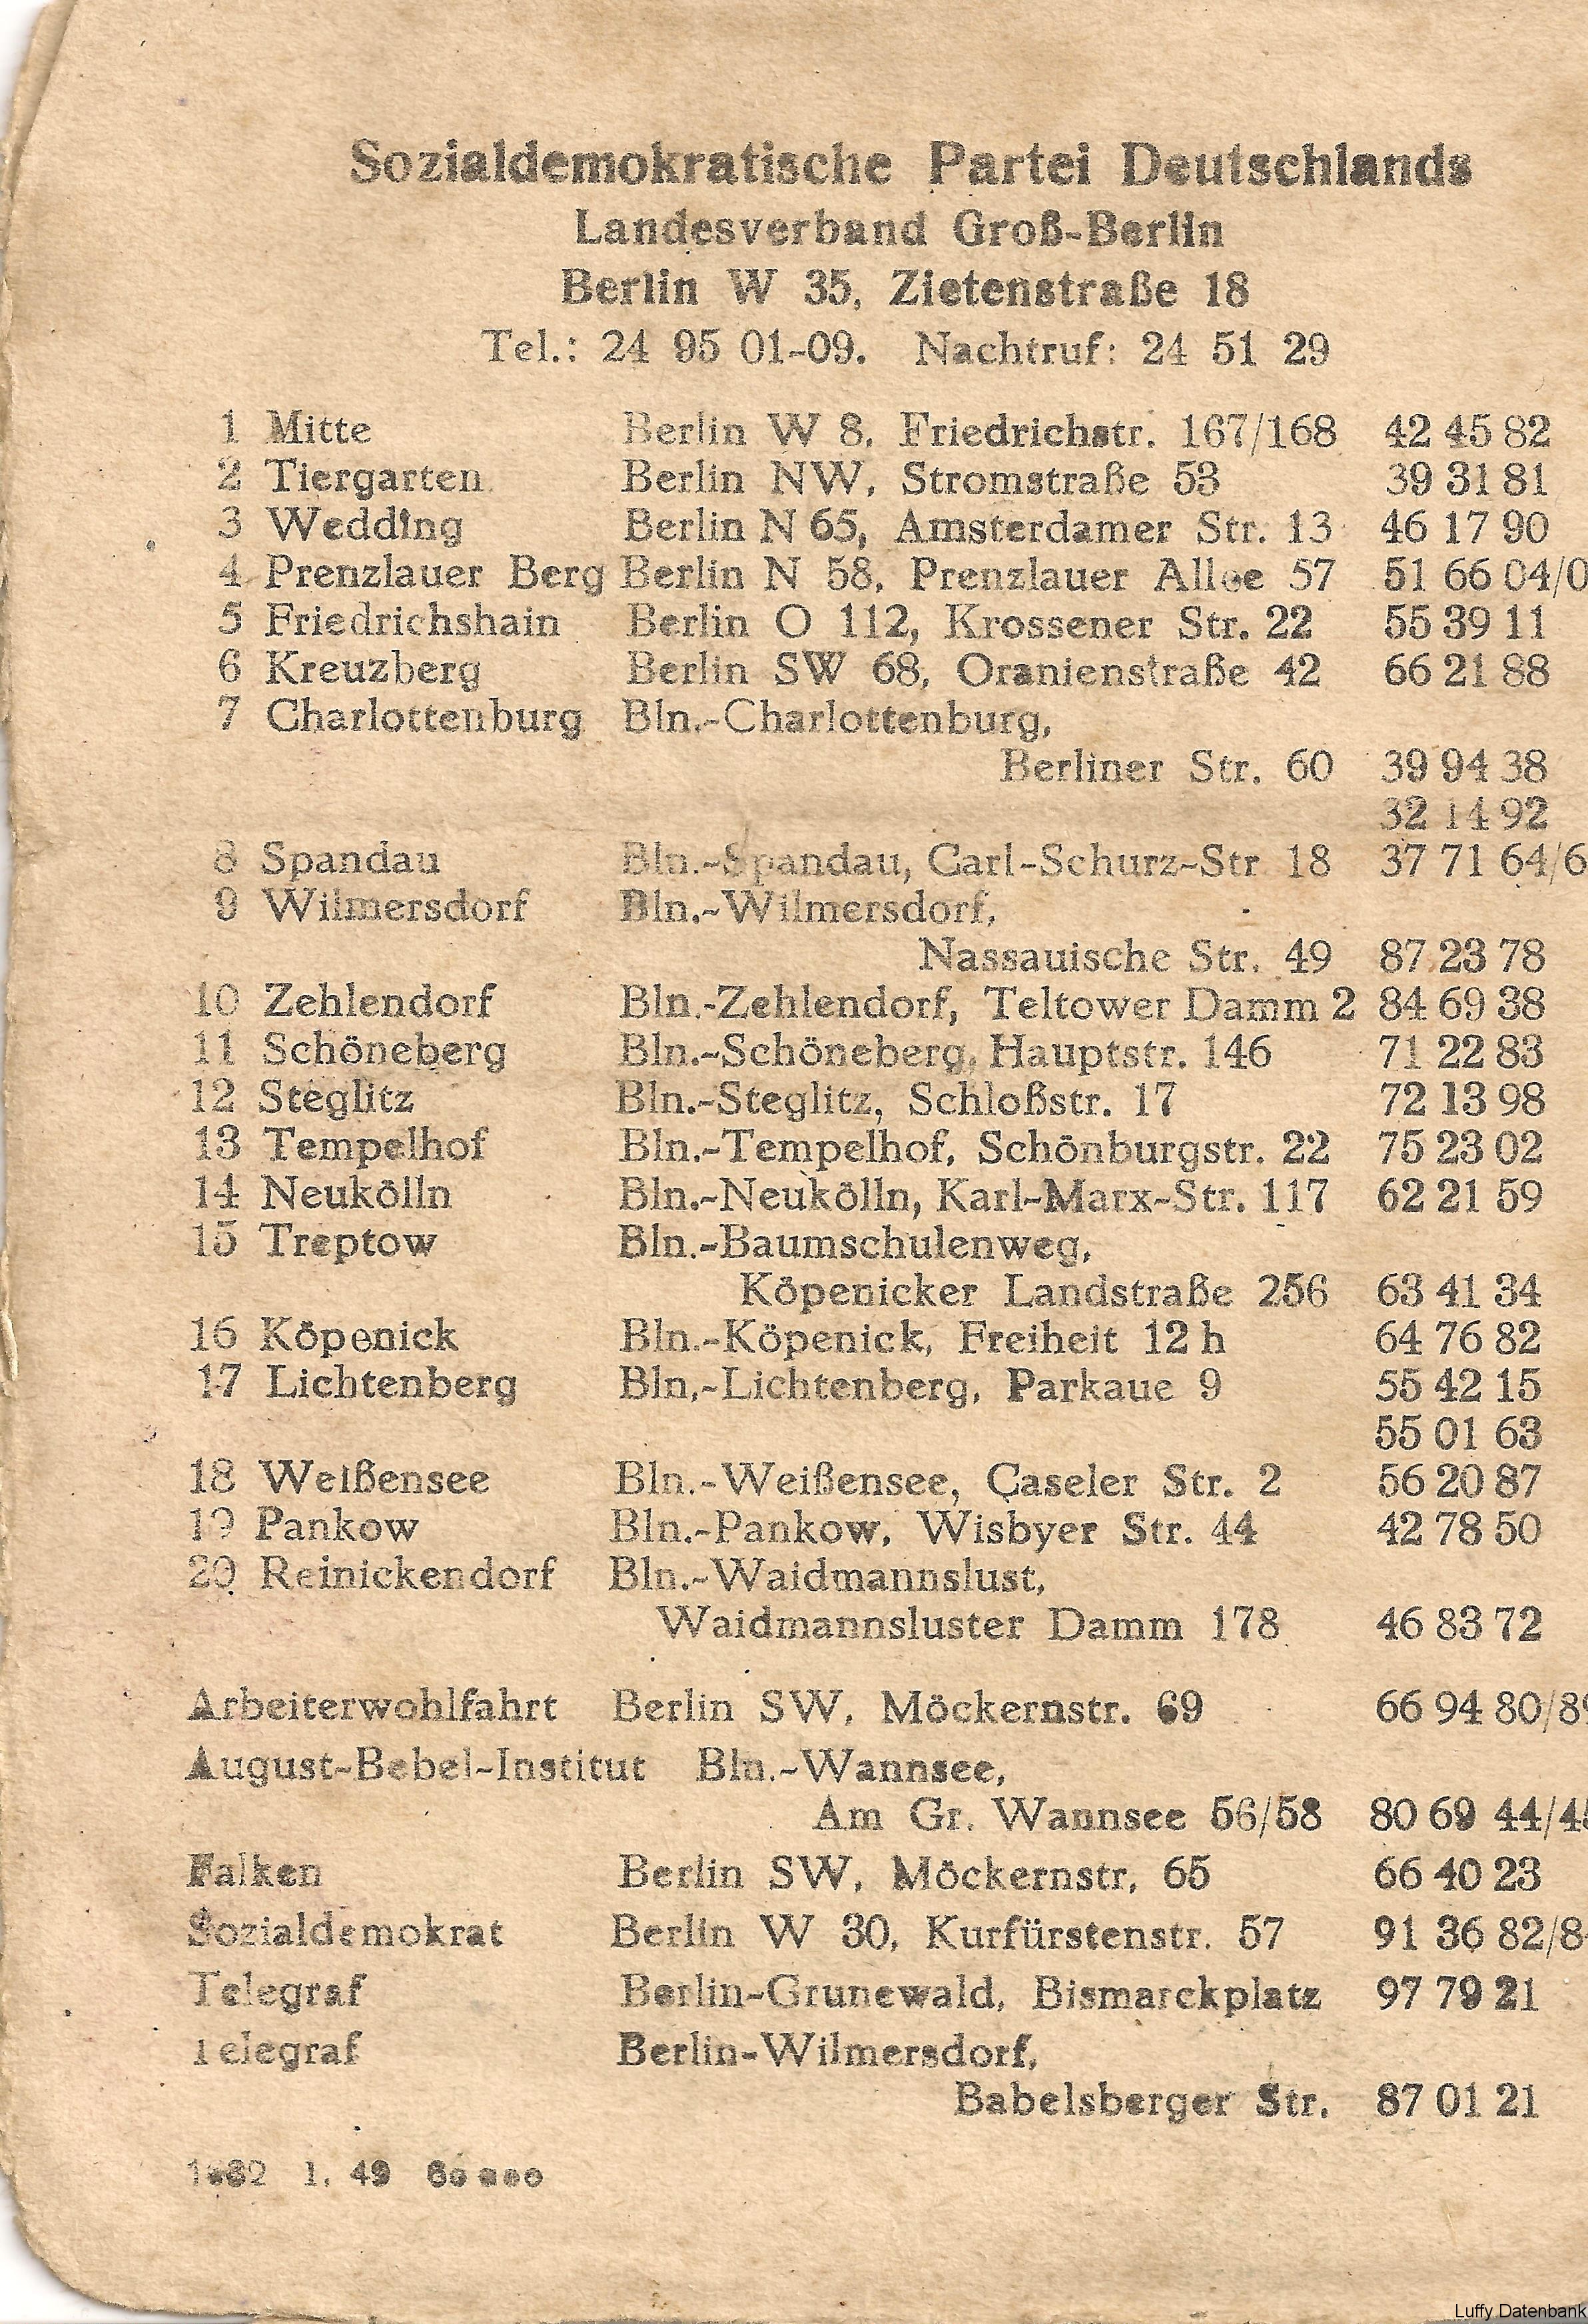 Sozialdemokratische Partei Deutschlands
Landesverband Groß-Berlin
Berlin W 35, Zietenstraße 18
Tel.: 24 95 01-09. Nachtruf: 24 51 29
1 Mitte Berlin W 8, Friedrichstr. 167/168 42 45 82
2 Tiergarten Berlin NW, Stromstraße 53 39 31 81
3 Wedding Berlin N 65, Amsterdamer Str. 13 46 17 90
4 Prenzlauer Berg Berlin N 58, Prenzlauer Allee 57 51 66 04/0
5 Friedrichshain Berlin O 112, Krossener Str. 22 55 39 11
6 Kreuzberg Berlin SW 68, Oranienstraße 42 66 21 88
7 Charlottenburg Bln.-Charlottenburg,
Berliner Str. 60 39 94 38
32 14 92
8 Spandau Bln.-Spandau, Carl-Schurz-Str 18 37 71 64/6
9 Wilmersdorf Bln.-Wilmersdorf,
Nassauische Str. 49 87 23 78
10 Zehlendorf Bln.-Zehlendorf, Teltower Damm 2 84 69 38
11 Schöneberg Bln.-Schöneberg, Hauptstr. 146 71 22 83
12 Steglitz Bln.-Steglitz, Schloßstr. 17 72 13 98
13 Tempelhof Bln.-Tempelhof, Schönburgstr. 22 75 23 02
14 Neukölln Bln.-Neukölln, Karl-Marx-Str. 117 62 21 59
15 Treptow Bln.-Baumschulenweg,
Köpenicker Landstraße 256 63 41 34
16 Köpenick Bln.-Köpenick, Freiheit 12 h 64 76 82
17 Lichtenberg Bln,-Lichtenberg, Parkaue 9 55 42 15
55 01 63
18 Weißensee Bln.-Weißensee, Caseler Str. 2 56 20 87
19 Pankow Bln.-Pankow, Wisbyer Str. 44 42 78 50
20 Reinickendorf Bln.-Waidmannslust,
Waidmannsluster Damm 178 46 83 72
Arbeiterwohlfahrt Berlin SW, Möckernstr. 69 66 94 80/89
August-Bebel-Institut Bln.-Wannsee,
Am Gr. Wannsee 56/58 80 69 44/45
Falken Berlin SW, Möckernstr, 65 66 40 23
Sozialdemokrat Berlin W 30, Kurfürstenstr. 57 91 36 82/8
Telegraf Berlin-Grunewald, Bismarckplatz 97 79 21
Telegraf Berlin-Wilmersdorf,
Babelsberger Str. 87 01 21
1. 49
Luffy Datenbank